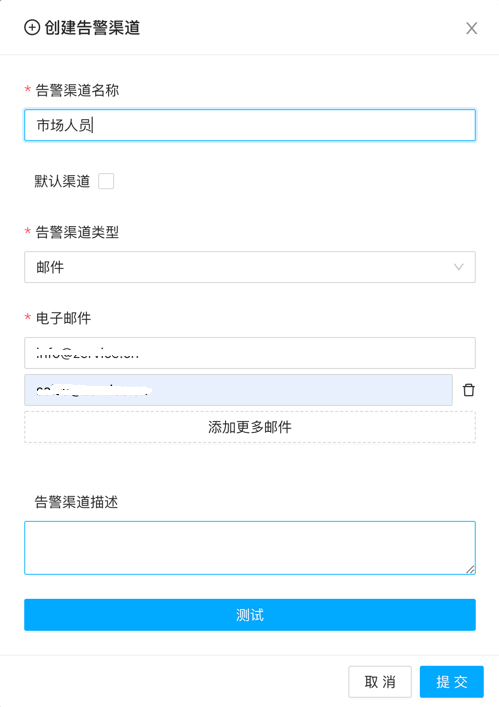 创建告警渠道
* 告警渠道名称
市场人员
默认渠道
* 告警渠道类型
邮件
* 电子邮件
添加更多邮件
告警渠道描述
测试
取 消 提 交